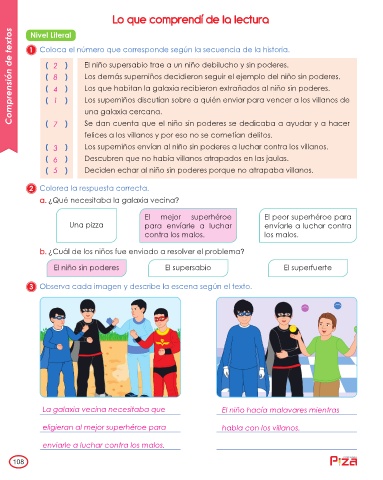 Lo que comprendí de la lectura
Comprensión de textos
Nivel Literal
1 Coloca el número que corresponde según la secuencia de la historia.
( 2 ) El niño supersabio trae a un niño debilucho y sin poderes.
( 8 ) Los demás superniños decidieron seguir el ejemplo del niño sin poderes.
( 4 ) Los que habitan la galaxia recibieron extrañados al niño sin poderes.
( 1 ) Los superniños discutían sobre a quién enviar para vencer a los villanos de
una galaxia cercana.
( 7 ) Se dan cuenta que el niño sin poderes se dedicaba a ayudar y a hacer
felices a los villanos y por eso no se cometían delitos.
( 3 ) Los superniños envían al niño sin poderes a luchar contra los villanos.
( 6 ) Descubren que no había villanos atrapados en las jaulas.
( 5 ) Deciden echar al niño sin poderes porque no atrapaba villanos.
2 Colorea la respuesta correcta.
a. ¿Qué necesitaba la galaxia vecina?
Una pizza
El mejor superhéroe
para enviarle a luchar
contra los malos.
El peor superhéroe para
enviarle a luchar contra
los malos.
b. ¿Cuál de los niños fue enviado a resolver el problema?
El niño sin poderes
El supersabio
El superfuerte
3 Observa cada imagen y describe la escena según el texto.
La galaxia vecina necesitaba que
eligieran al mejor superhéroe para
enviarle a luchar contra los malos.
El niño hacía malavares mientras
habla con los villanos.
108
Piza